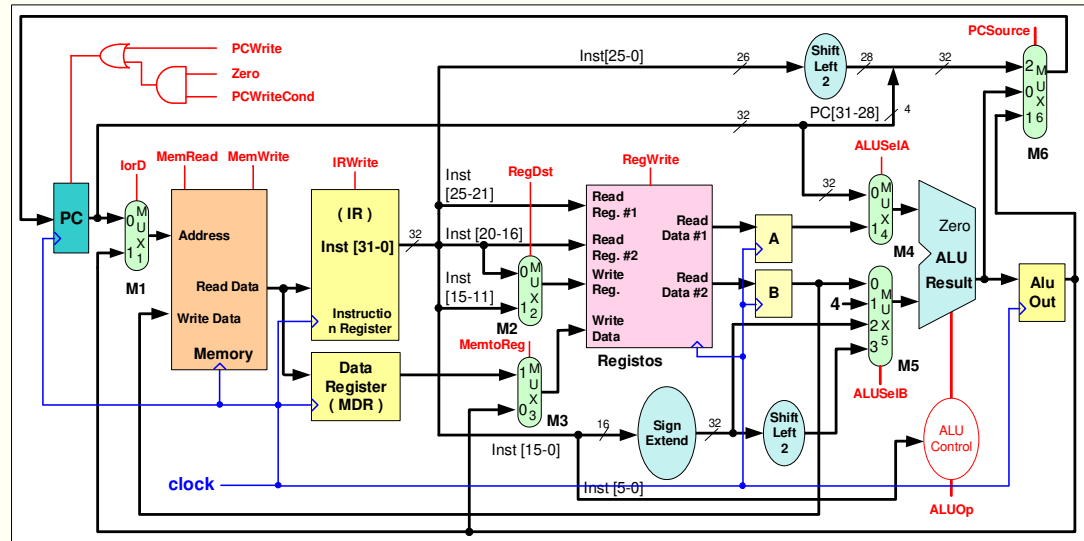 PCWrite
Zero
PCWriteCond
Inst[25-0]
26
Shift
Left
2
28
32
PCSource
2
0
1
M
U
X
6
M6
PC[31-28]
4
32
IorD
MemRead
MemWrite
IRWrite
RegDst
RegWrite
ALUSelA
PC
0
1
M
U
X
1
M1
Address
Read Data
Write Data
Memory
( IR )
Inst [31-0]
Instructio
n Register
32
Data
Register
( MDR )
Inst
[25-21]
Inst [20-16]
Inst
[15-11]
0
1
M
U
X
2
M2
MemtoReg
1
0
M
U
X
3
M3
Read
Reg. #1
Read
Reg. #2
Write
Reg.
Write
Data
Read
Data #1
Read
Data #2
Registos
A
B
32
0
1
M
U
X
4
M4
4
0
1
2
3
M
U
X
5
M5
ALUSelB
Zero
ALU
Result
Alu
Out
16
Sign
Extend
32
Shift
Left
2
ALU
Control
ALUOp
Inst [15-0]
Inst [5-0]
clock